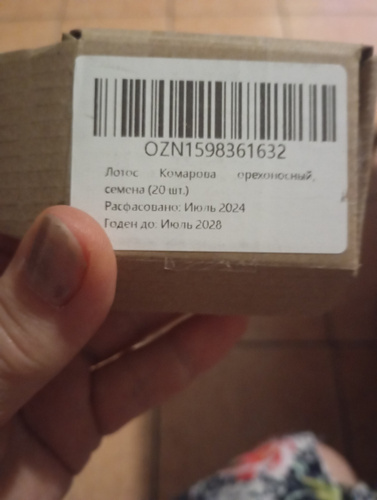 OZN1598361632
Лотос Комарова орехоносный,
семена (20 шт.)
Расфасовано: Июль 2024
Годен до: Июль 2028